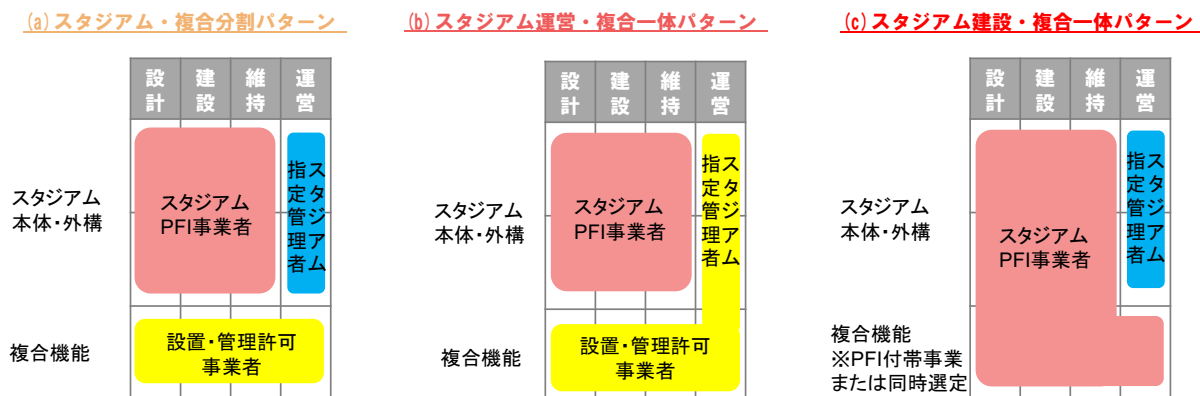 (a)スタジアム・複合分割パターン
設計 建設 維持 運営
スタジアム
本体・外構
スタジアム
PFI事業者
スタジアム
指定管理者
複合機能
設置・管理許可
事業者
(b)スタジアム運営・複合一体パターン
設計 建設 維持 運営
スタジアム
本体・外構
スタジアム
PFI事業者
スタジアム
指定管理者
複合機能
設置・管理許可
事業者
(c)スタジアム建設・複合一体パターン
設計 建設 維持 運営
スタジアム
本体・外構
スタジアム
PFI事業者
スタジアム
指定管理者
複合機能
※PFI付帯事業
または同時選定